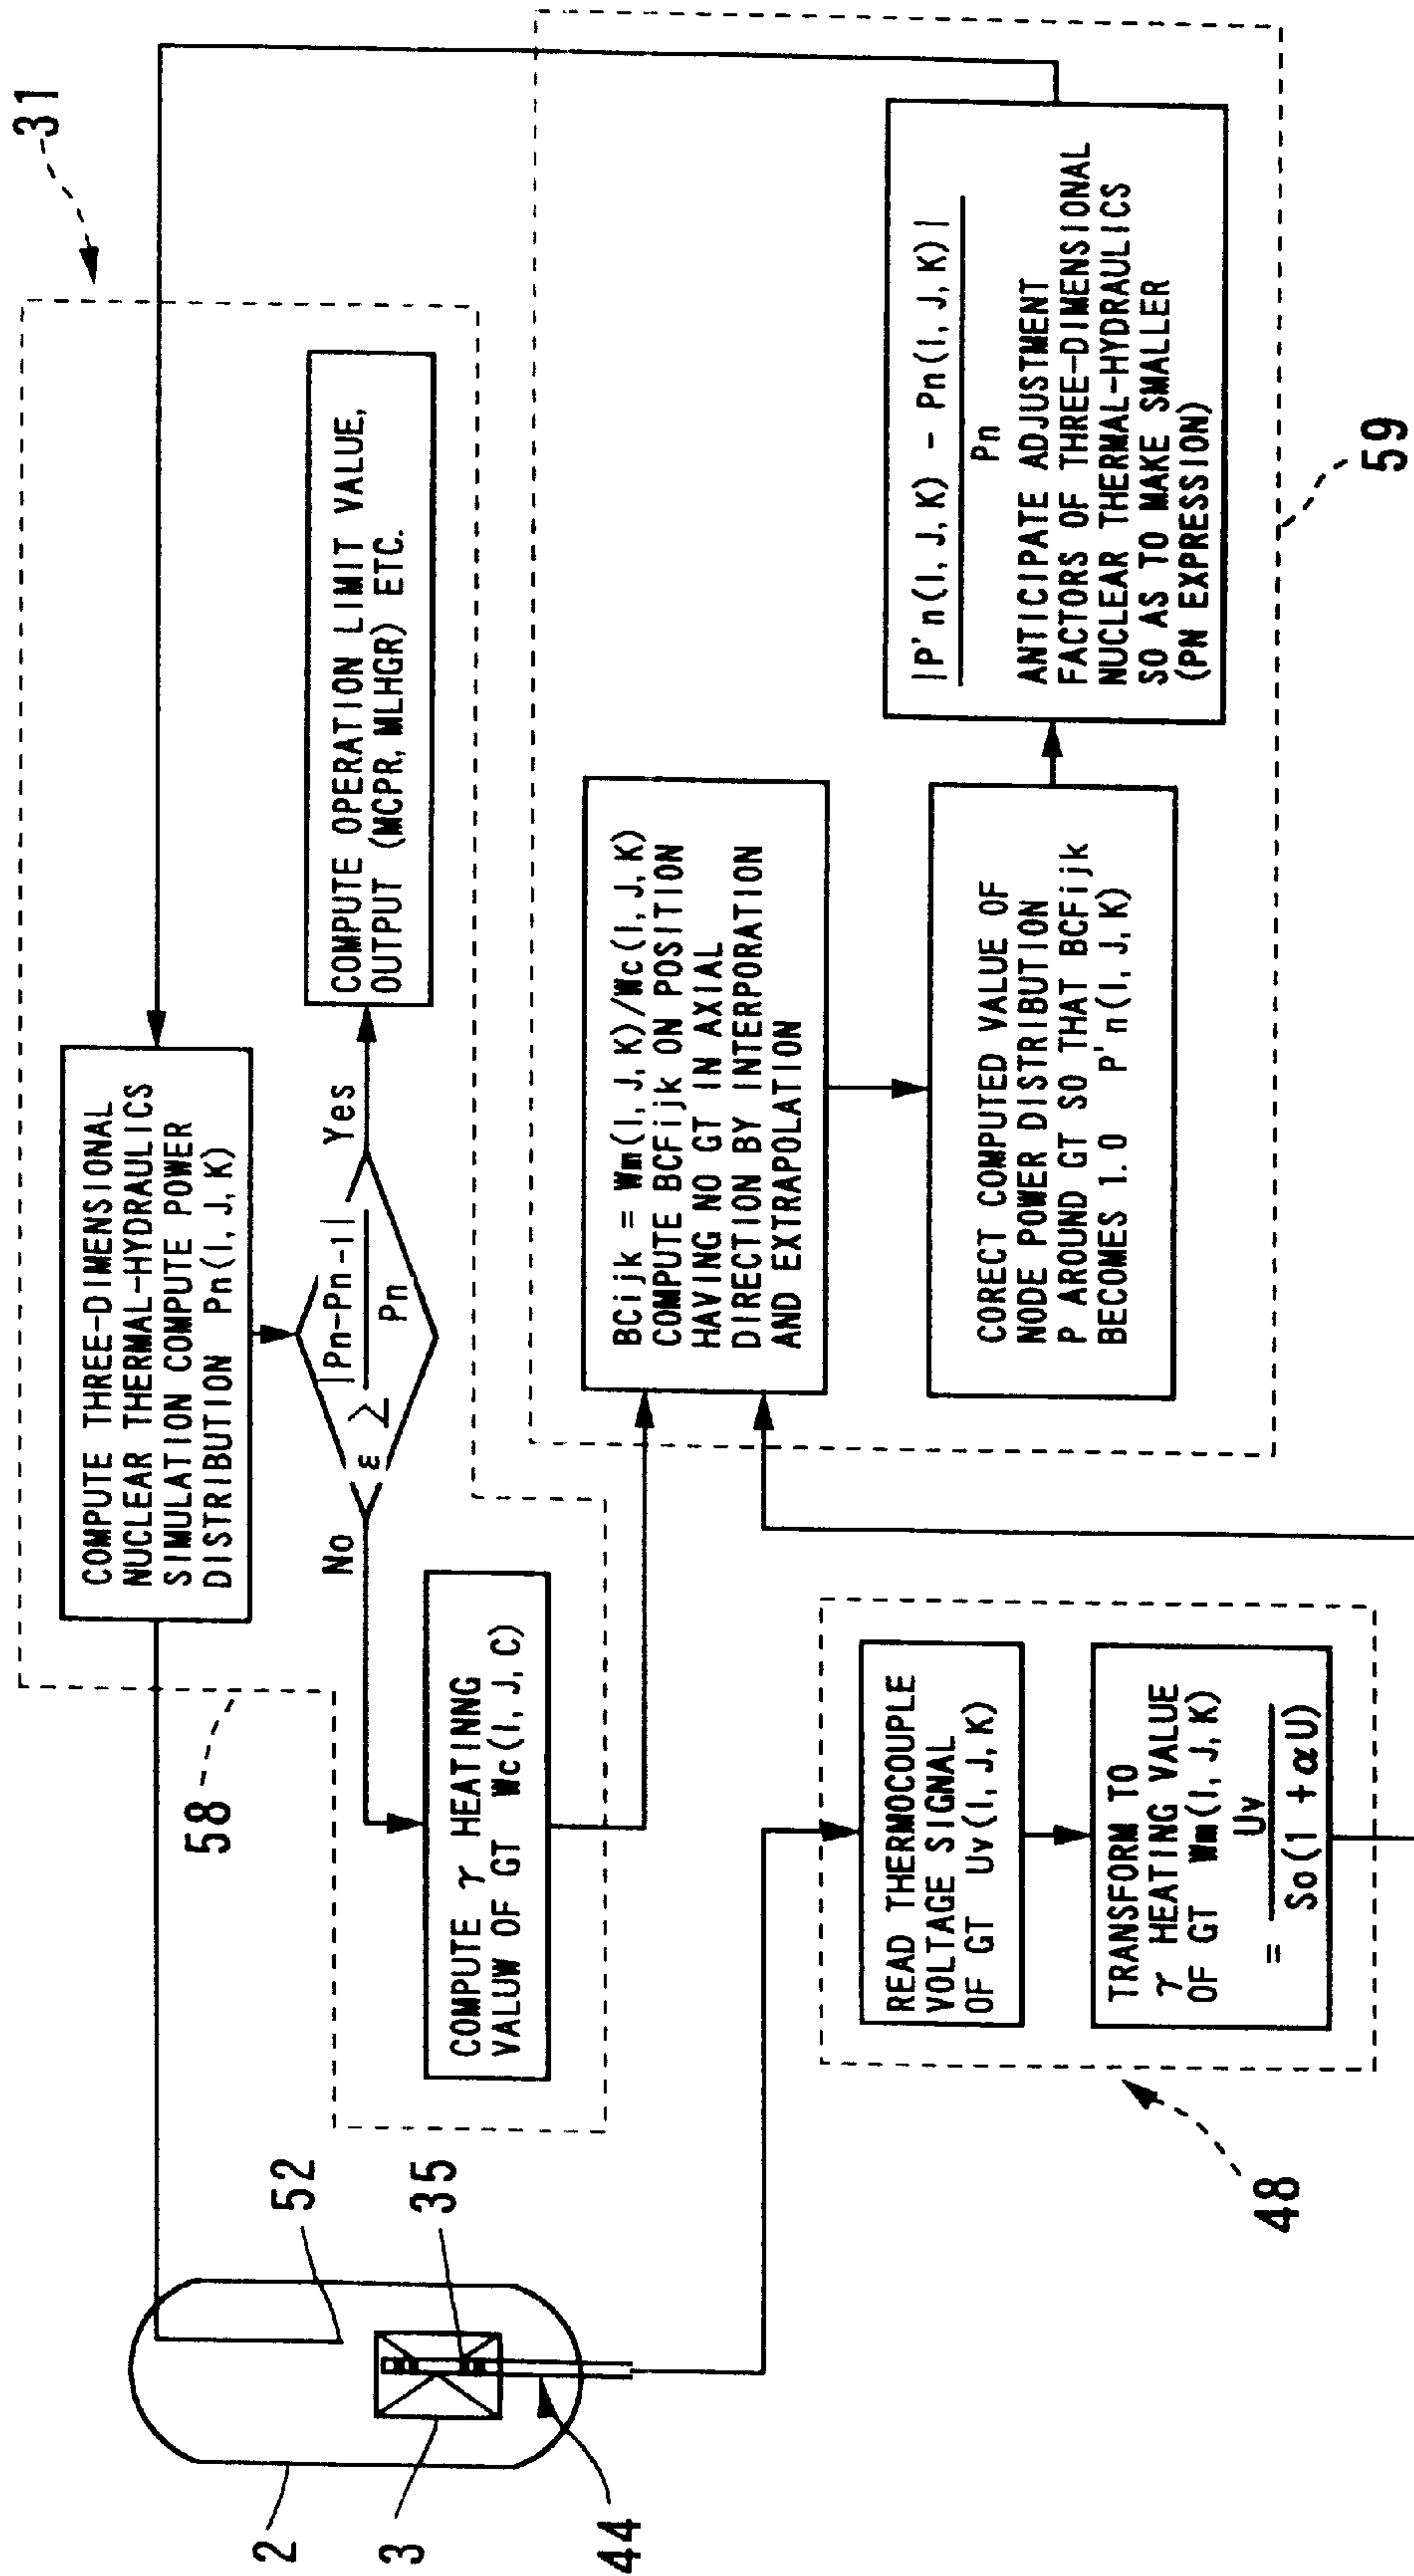 31
COMPUTE THREE-DIMENSIONAL
NUCLEAR THERMAL-HYDRAULICS
SIMULATION COMPUTE POWER
DISTRIBUTION Pn(I, J, K)
ε Σ |Pn-Pn-1| / Pn
Yes
No
COMPUTE OPERATION LIMIT VALUE,
OUTPUT (MCPR, MLHGR) ETC.
COMPUTE γ HEATINNG
VALUW OF GT Wc(I, J, C)
58
BCijk = Wm(I, J, K)/Wc(I, J, K)
COMPUTE BCFijk ON POSITION
HAVING NO GT IN AXIAL
DIRECTION BY INTERPORATION
AND EXTRAPOLATION
CORECT COMPUTED VALUE OF
NODE POWER DISTRIBUTION
P AROUND GT SO THAT BCFijk
BECOMES 1.0 P'n(I, J, K)
|P'n(I, J, K) - Pn(I, J, K)|
Pn
ANTICIPATE ADJUSTMENT
FACTORS OF THREE-DIMENSIONAL
NUCLEAR THERMAL-HYDRAULICS
SO AS TO MAKE SMALLER
(PN EXPRESSION)
59
READ THERMOCOUPLE
VOLTAGE SIGNAL
OF GT Uv(I, J, K)
TRANSFORM TO
γ HEATING VALUE
OF GT Wm(I, J, K)
= Uv / So(1 +αU)
48
52
35
2
3
44